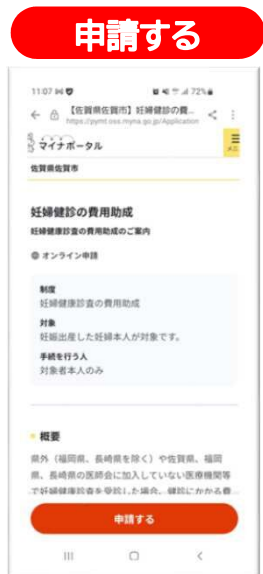 申請する
11:07
72%
【佐賀県佐賀市】妊婦健診の費...
https://pymt.oss.myna.go.jp/Application
マイナポータル
佐賀県佐賀市
妊婦健診の費用助成
妊婦健康診査の費用助成のご案内
オンライン申請
制度
妊婦健康診査の費用助成
対象
妊娠出産した妊婦本人が対象です。
手続を行う人
対象者本人のみ
概要
県外（福岡県、長崎県を除く）や佐賀県、福岡
県、長崎県の医師会に加入していない医療機関等
で妊婦健康診査を受診した場合、健診にかかる費
申請する